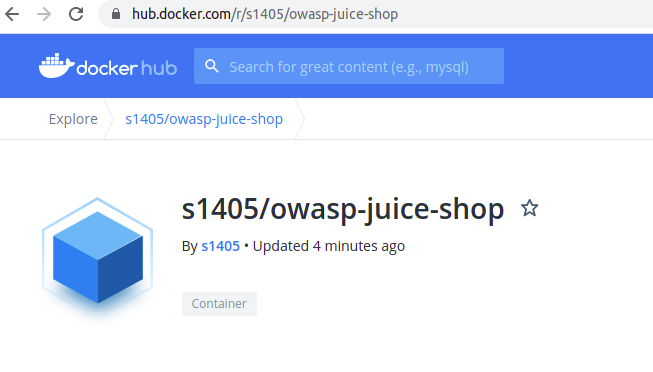 hub.docker.com/r/s1405/owasp-juice-shop
docker hub Search for great content (e.g., mysql)
Explore s1405/owasp-juice-shop
s1405/owasp-juice-shop
By s1405 • Updated 4 minutes ago
Container